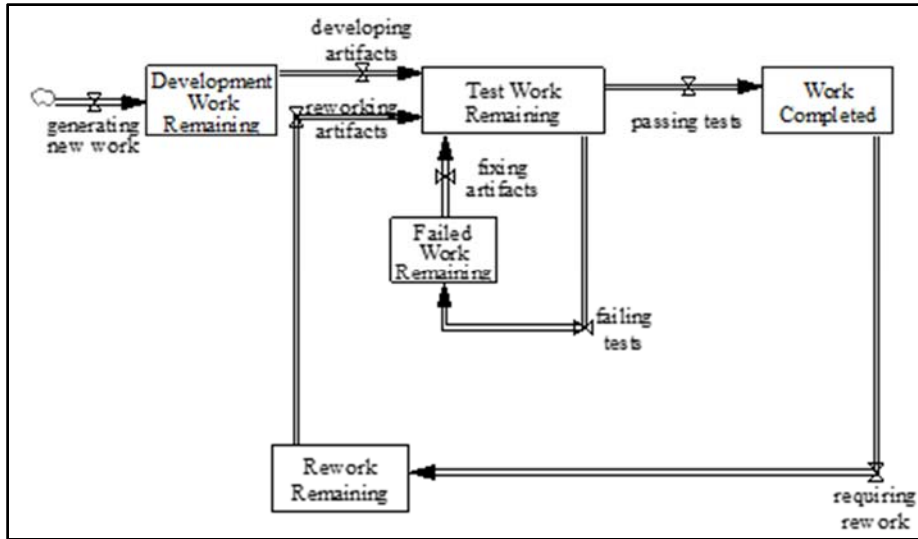 developing
artifacts
Development
Work
Remaining
Test Work
Remaining
Work
Completed
generating
new work
reworking
artifacts
passing tests
fixing
artifacts
Failed
Work
Remaining
failing
tests
Rework
Remaining
requiring
rework